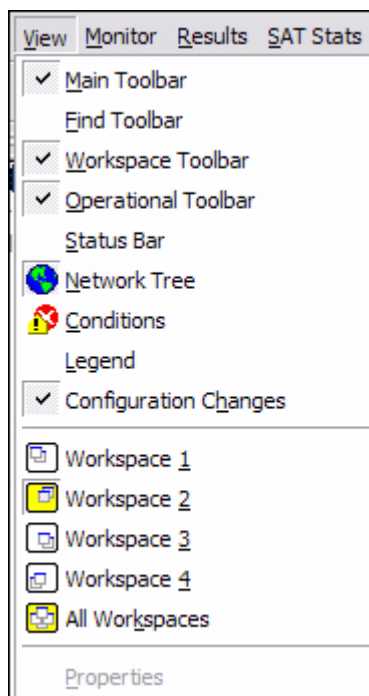 View Monitor Results SAT Stats
Main Toolbar
Find Toolbar
Workspace Toolbar
Operational Toolbar
Status Bar
Network Tree
Conditions
Legend
Configuration Changes
Workspace 1
Workspace 2
Workspace 3
Workspace 4
All Workspaces
Properties